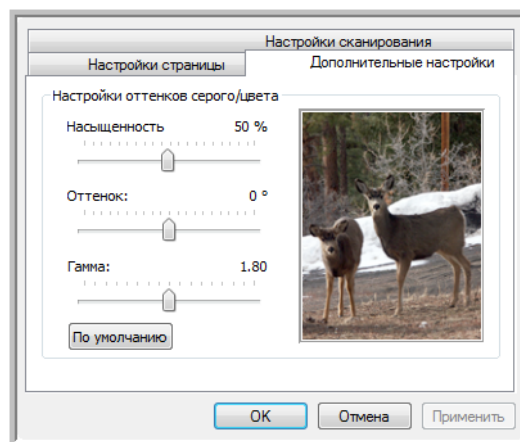 Настройки сканирования
Настройки страницы
Дополнительные настройки
Настройки оттенков серого/цвета
Насыщенность 50 %
Оттенок: 0 °
Гамма: 1.80
По умолчанию
OK Отмена Применить